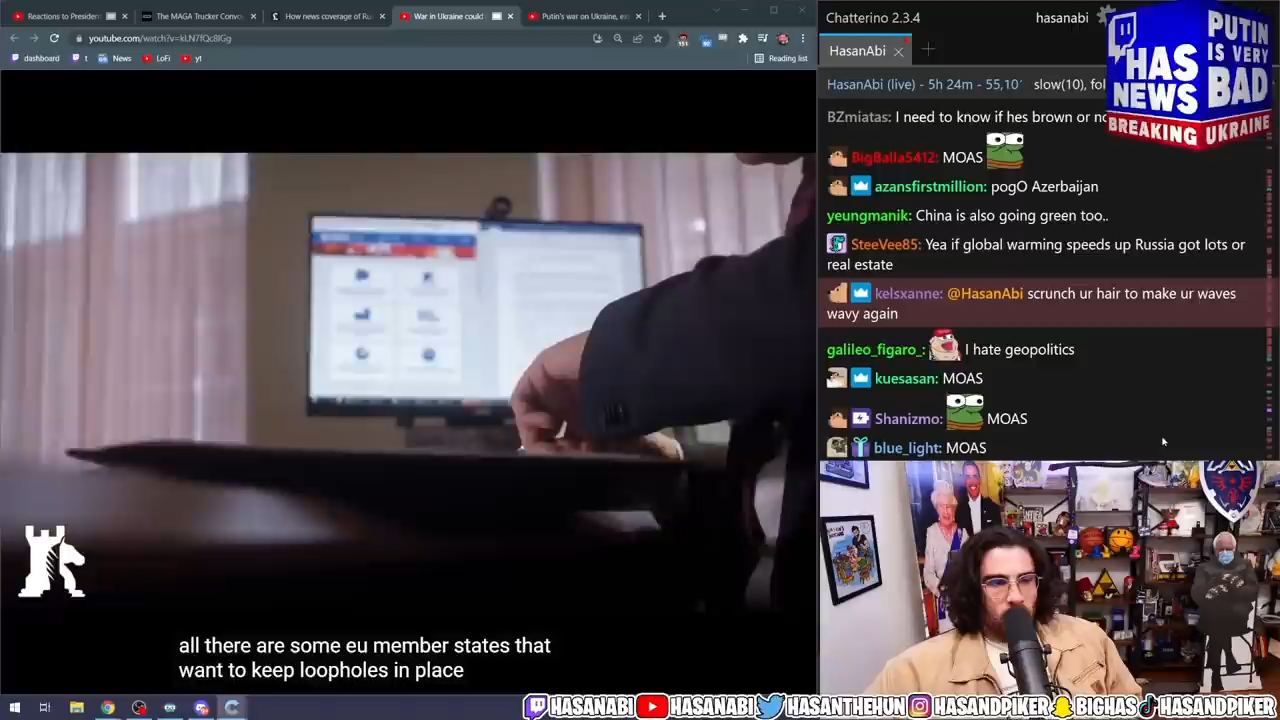 Reactions to Presiden
The MAGA Trucker Convo
How news coverage of Ru
War in Ukraine could
Putin's war on Ukraine, ex
youtube.com/watch?v=kLN7fQc8lGg
dashboard
t
News
LoFi
yt
Reading list
all there are some eu member states that
want to keep loopholes in place
Chatterino 2.3.4
hasanabi
HasanAbi
HasanAbi (live) - 5h 24m - 55,10
slow(10), fol
HAS
NEWS
PUTIN
IS VERY
BAD
BREAKING UKRAINE
BZmiatas: I need to know if hes brown or no
BigBalla5412: MOAS
azansfirstmillion: pogO Azerbaijan
yeungmanik: China is also going green too..
SteeVee85: Yea if global warming speeds up Russia got lots or
real estate
kelsxanne: @HasanAbi scrunch ur hair to make ur waves
wavy again
galileo_figaro_: I hate geopolitics
kuesasan: MOAS
Shanizmo: MOAS
blue_light: MOAS
HASANABI
HASANABI
HASANTHEHUN
HASANDPIKER
BIGHAS
HASANDPIKER